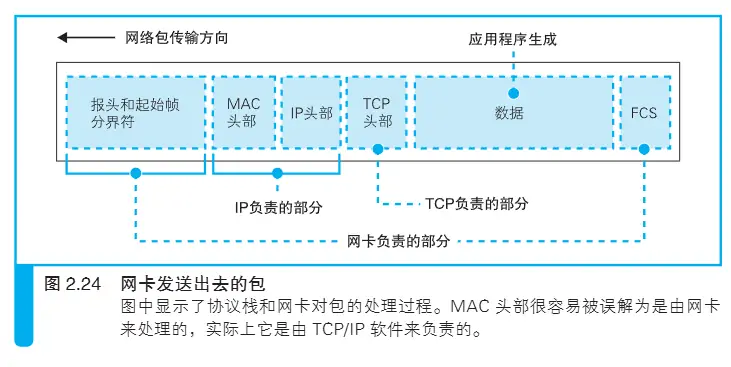 网络包传输方向
应用程序生成
报头和起始帧
分界符
MAC
头部
IP头部
TCP
头部
数据
FCS
IP负责的部分
TCP负责的部分
网卡负责的部分
图 2.24 网卡发送出去的包
图中显示了协议栈和网卡对包的处理过程。MAC 头部很容易被误解为是由网卡
来处理的，实际上它是由 TCP/IP 软件来负责的。